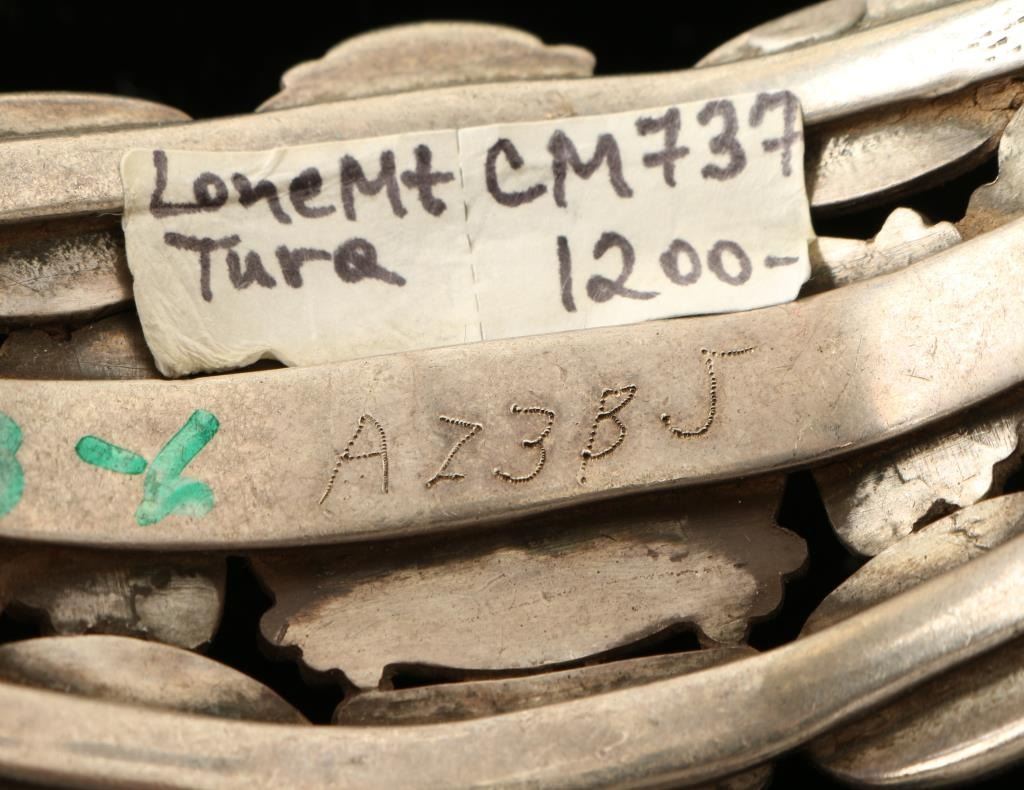 LoneMt CM737
Turq 1200-
AZ3BJ